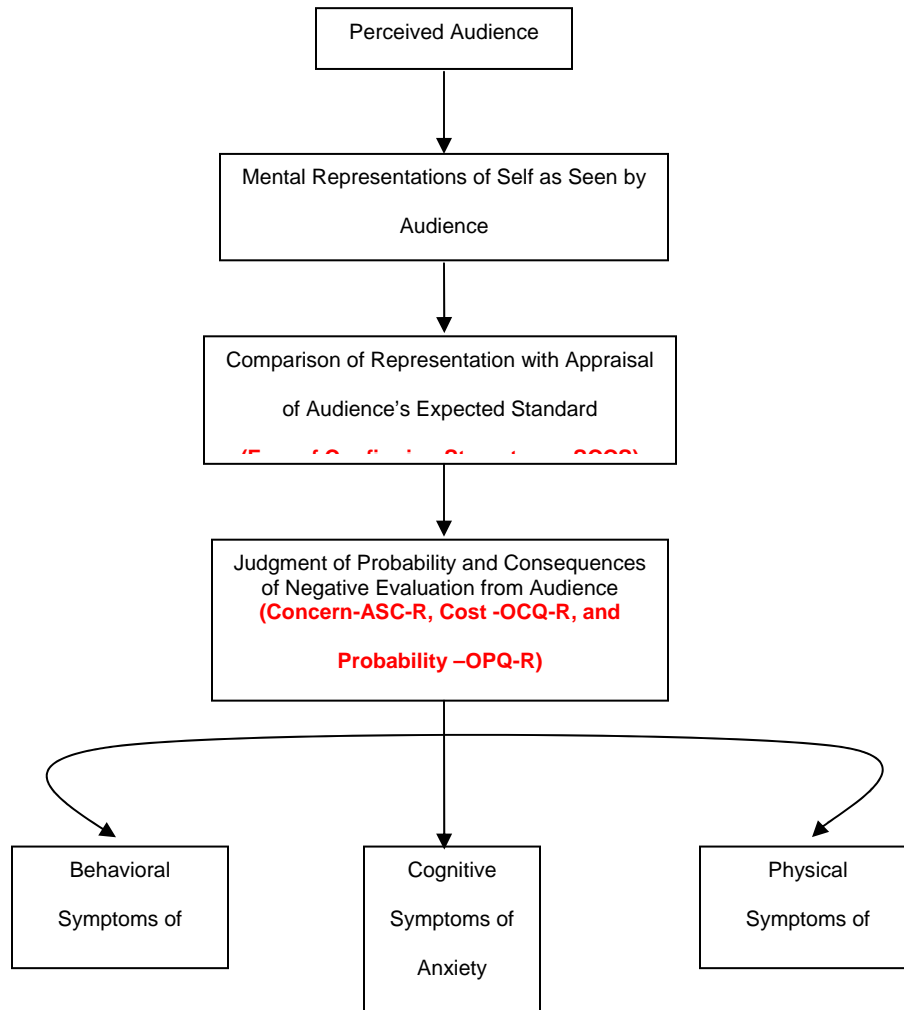 Perceived Audience
Mental Representations of Self as Seen by
Audience
Comparison of Representation with Appraisal
of Audience's Expected Standard
Judgment of Probability and Consequences
of Negative Evaluation from Audience
(Concern-ASC-R, Cost -OCQ-R, and
Probability –OPQ-R)
Behavioral
Symptoms of
Cognitive
Symptoms of
Anxiety
Physical
Symptoms of